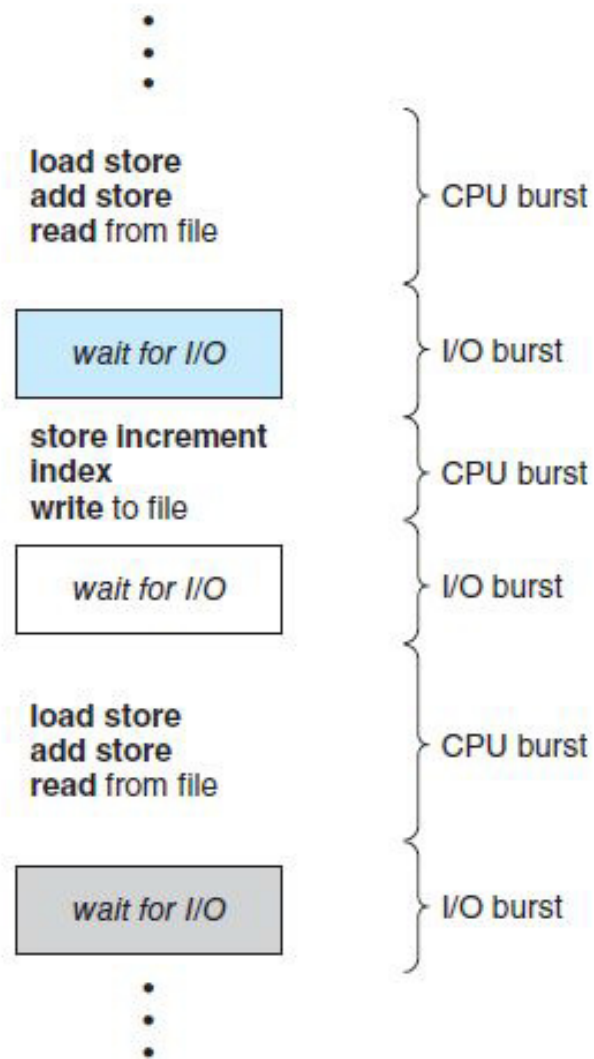 load store
add store
read from file
CPU burst
wait for I/O
I/O burst
store increment
index
write to file
CPU burst
wait for I/O
I/O burst
load store
add store
read from file
CPU burst
wait for I/O
I/O burst